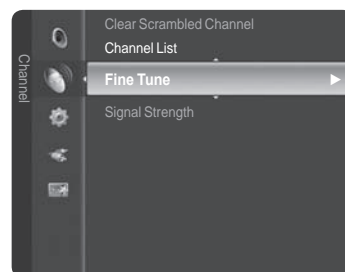 Channel
Clear Scrambled Channel
Channel List
Fine Tune
Signal Strength